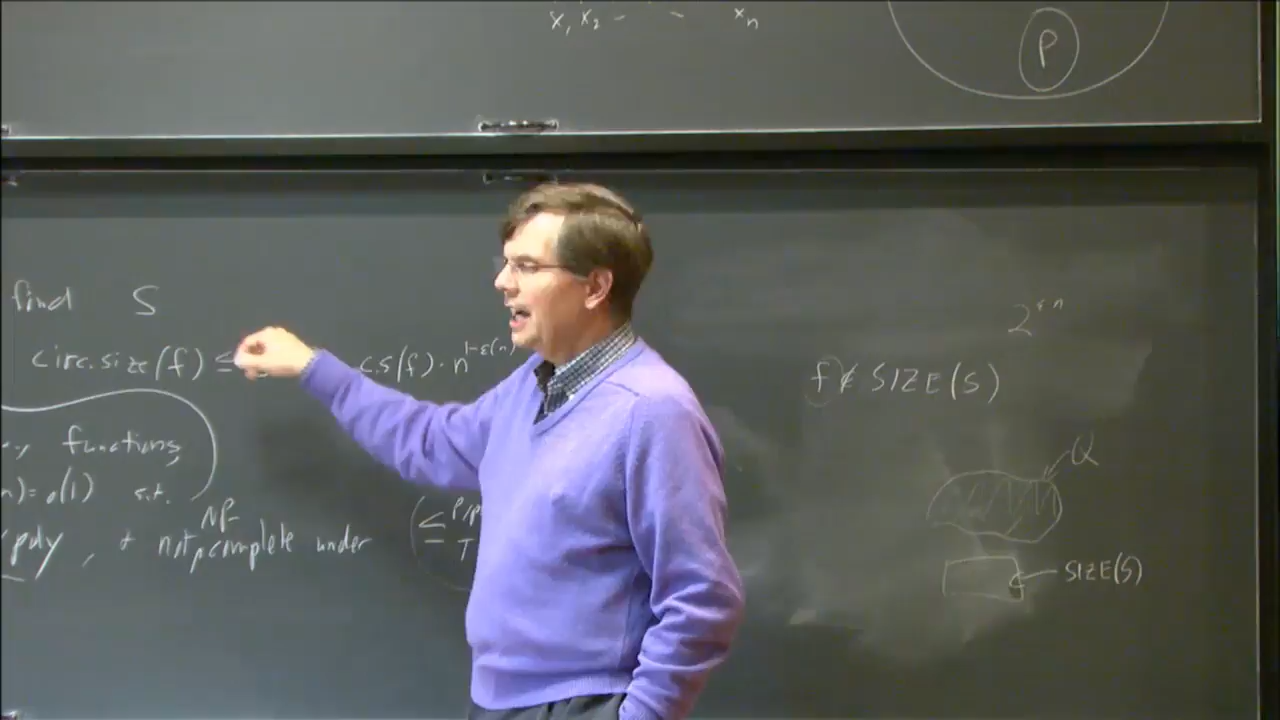 x, x₂ - - xₙ
P
find S
circ.size(f) ≤ c.s(f) · n^1-ε(n)
functions,
n)=o(1) s.t.
NP-
poly, + not complete under
≤ P/P
T
2^εn
f ∉ SIZE(S)
Q
SIZE(S)